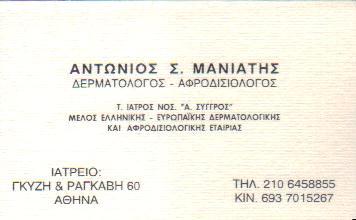 ΑΝΤΩΝΙΟΣ Σ. ΜΑΝΙΑΤΗΣ
ΔΕΡΜΑΤΟΛΟΓΟΣ - ΑΦΡΟΔΙΣΙΟΛΟΓΟΣ
Τ. ΙΑΤΡΟΣ ΝΟΣ. "Α. ΣΥΓΓΡΟΣ"
ΜΕΛΟΣ ΕΛΛΗΝΙΚΗΣ - ΕΥΡΩΠΑΪΚΗΣ ΔΕΡΜΑΤΟΛΟΓΙΚΗΣ
ΚΑΙ ΑΦΡΟΔΙΣΙΟΛΟΓΙΚΗΣ ΕΤΑΙΡΙΑΣ
ΙΑΤΡΕΙΟ:
ΓΚΥΖΗ & ΡΑΓΚΑΒΗ 60
ΑΘΗΝΑ
ΤΗΛ. 210 6458855
ΚΙΝ. 693 7015267